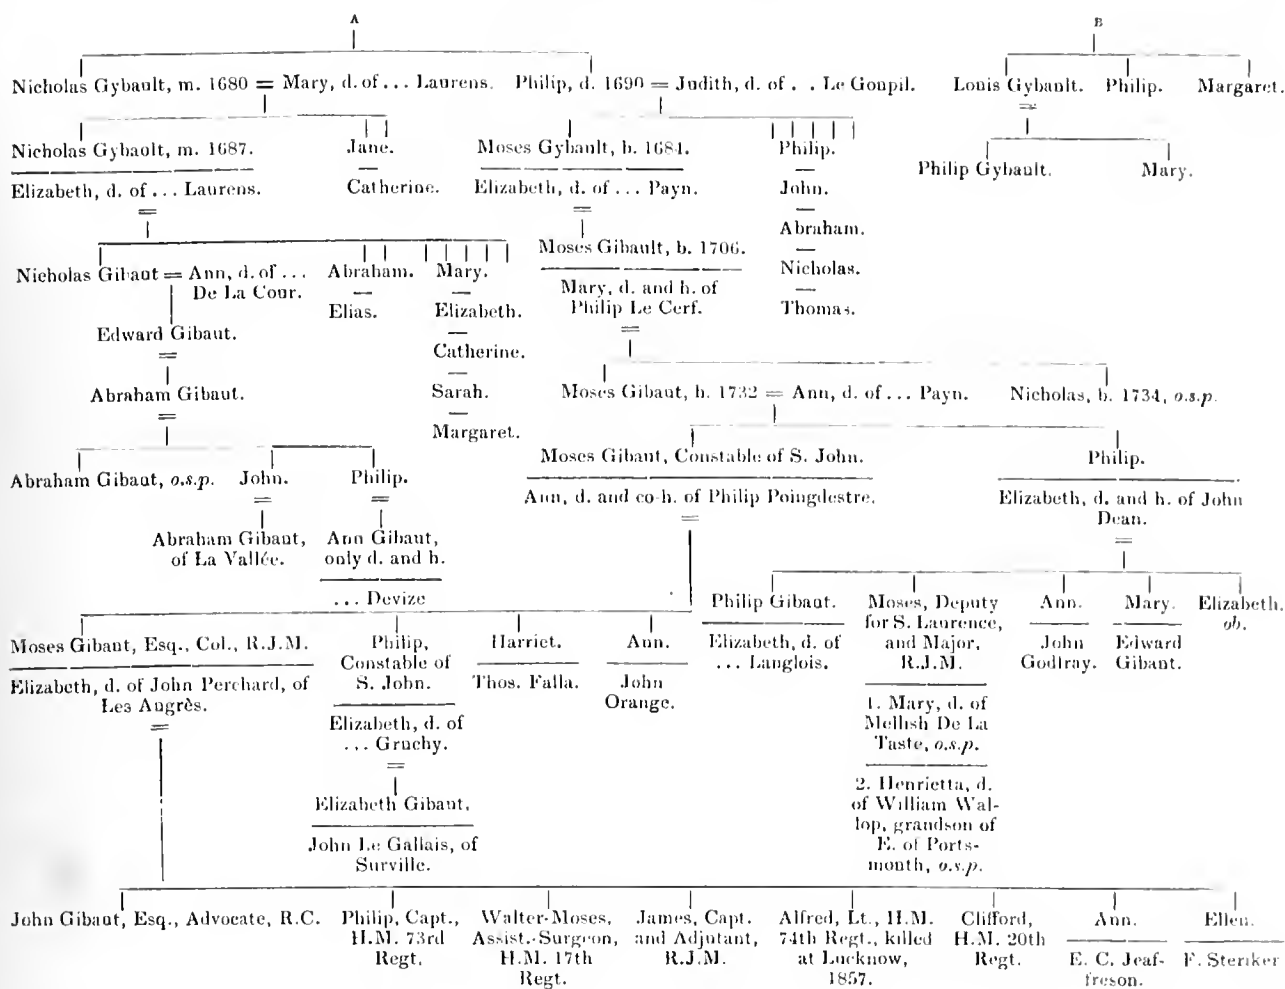 A
B
Nicholas Gybault, m. 1680 = Mary, d. of ... Laurens.
Philip, d. 1690 = Judith, d. of . . Le Goupil.
Louis Gybault.
Philip.
Margaret.
=
Nicholas Gybaolt, m. 1687.
Elizabeth, d. of ... Laurens.
=
Jane.
—
Catherine.
Moses Gybault, b. 1684.
Elizabeth, d. of ... Payn.
=
Philip.
—
John.
—
Abraham.
—
Nicholas.
—
Thomas.
Philip Gybault.
Mary.
Nicholas Gibaut = Ann, d. of ...
De La Cour.
Abraham.
—
Elias.
Mary.
—
Elizabeth.
—
Catherine.
—
Sarah.
—
Margaret.
Moses Gibault, b. 1706.
Mary, d. and h. of
Philip Le Cerf.
=
Edward Gibaut.
=
Abraham Gibaut.
=
Moses Gibaut, b. 1732 = Ann, d. of ... Payn.
Nicholas, b. 1734, o.s.p.
Abraham Gibaut, o.s.p.
John.
=
Philip.
=
Moses Gibaut, Constable of S. John.
Ann, d. and co-h. of Philip Poingdestre.
=
Philip.
Elizabeth, d. and h. of John
Dean.
=
Abraham Gibaut,
of La Vallée.
Ann Gibaut,
only d. and h.
... Devize
Philip Gibaut.
Elizabeth, d. of
... Langlois.
Moses, Deputy
for S. Laurence,
and Major,
R.J.M.
1. Mary, d. of
Mellish De La
Taste, o.s.p.
2. Henrietta, d.
of William Wal-
lop, grandson of
E. of Ports-
mouth, o.s.p.
Ann.
John
Godfray.
Mary.
Edward
Gibaut.
Elizabeth.
ob.
Moses Gibaut, Esq., Col., R.J.M.
Elizabeth, d. of John Perchard, of
Les Augrès.
=
Philip,
Constable of
S. John.
Elizabeth, d. of
... Gruchy.
=
Harriet.
Thos. Falla.
Ann.
John
Orange.
Elizabeth Gibaut,
John Le Gallais, of
Surville.
John Gibaut, Esq., Advocate, R.C.
Philip, Capt.,
H.M. 73rd
Regt.
Walter-Moses,
Assist.-Surgeon,
H.M. 17th
Regt.
James, Capt.
and Adjutant,
R.J.M.
Alfred, Lt., H.M.
74th Regt., killed
at Lucknow,
1857.
Clifford,
H.M. 20th
Regt.
Ann.
E. C. Jeaf-
freson.
Ellen.
F. Steriker